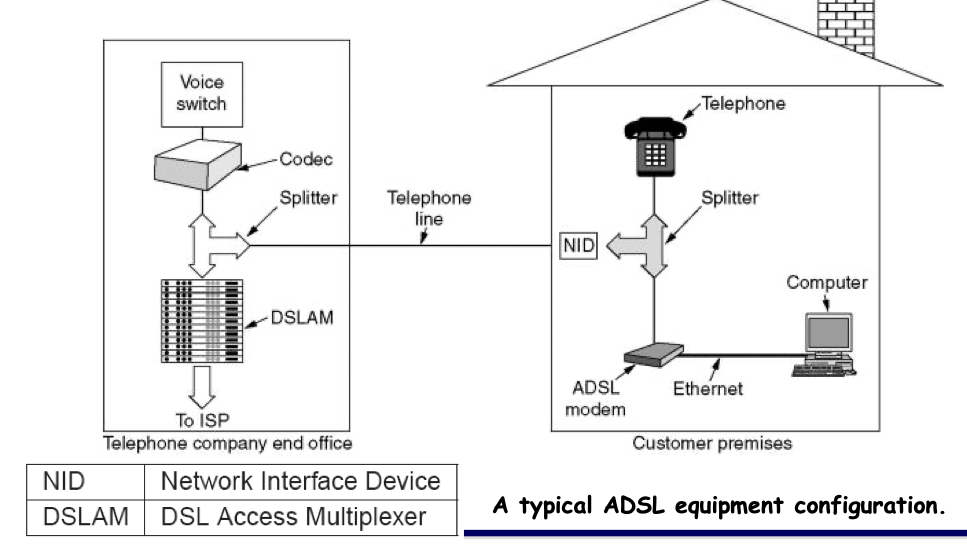 Voice
switch
Codec
Splitter
DSLAM
To ISP
Telephone company end office
Telephone
line
Telephone
Splitter
NID
Computer
ADSL
modem
Ethernet
Customer premises
NID Network Interface Device
DSLAM DSL Access Multiplexer
A typical ADSL equipment configuration.